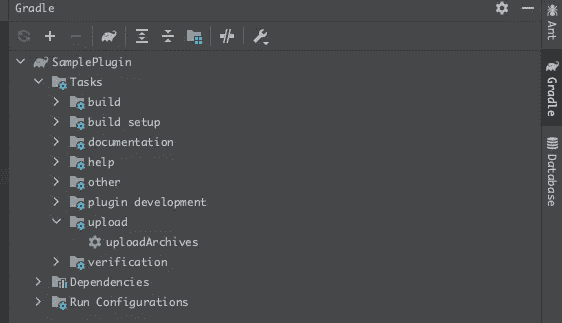 Gradle
SamplePlugin
Tasks
build
build setup
documentation
help
other
plugin development
upload
uploadArchives
verification
Dependencies
Run Configurations
Ant
Gradle
Database